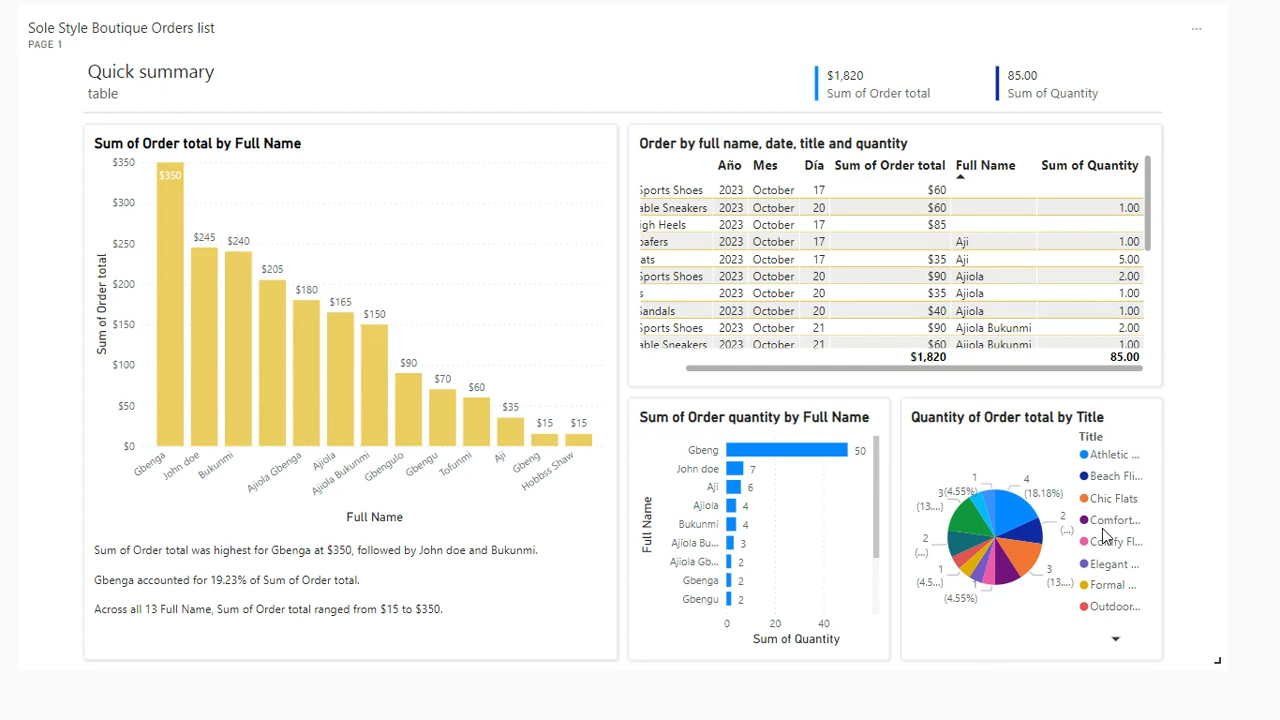 Sole Style Boutique Orders list
PAGE 1
...
Quick summary
table
$1,820
Sum of Order total
85.00
Sum of Quantity
Sum of Order total by Full Name
Sum of Order total
$350
$300
$250
$200
$150
$100
$50
$0
$350
$245
$240
$205
$180
$165
$150
$90
$70
$60
$35
$15
$15
Gbenga
John doe
Bukunmi
Ajiola Gbenga
Ajiola
Ajiola Bukunmi
Gbengulo
Gbengu
Tofunmi
Aji
Gbeng
Hobbss Shaw
Full Name
Sum of Order total was highest for Gbenga at $350, followed by John doe and Bukunmi.
Gbenga accounted for 19.23% of Sum of Order total.
Across all 13 Full Name, Sum of Order total ranged from $15 to $350.
Order by full name, date, title and quantity
Año Mes Día Sum of Order total Full Name Sum of Quantity
Sports Shoes 2023 October 17 $60
able Sneakers 2023 October 20 $60 1.00
igh Heels 2023 October 17 $85
oafers 2023 October 17 Aji 1.00
ats 2023 October 17 $35 Aji 5.00
Sports Shoes 2023 October 20 $90 Ajiola 2.00
s 2023 October 20 $35 Ajiola 1.00
Sandals 2023 October 20 $40 Ajiola 1.00
Sports Shoes 2023 October 21 $90 Ajiola Bukunmi 2.00
able Sneakers 2023 October 21 $60 Ajiola Bukunmi 1.00
$1,820 85.00
Sum of Order quantity by Full Name
Full Name
Gbeng 50
John doe 7
Aji 6
Ajiola 4
Bukunmi 4
Ajiola Bu... 3
Ajiola Gb... 2
Gbenga 2
Gbengu 2
0 20 40
Sum of Quantity
Quantity of Order total by Title
Title
Athletic ...
Beach Fli...
Chic Flats
Comfort...
Elegant ...
Formal ...
Outdoor...
4
(18.18%)
2
(...)
3
(13....)
1
(4.55%)
1
(4.5...)
2
(...)
3
(13....)
1
(4.55%)